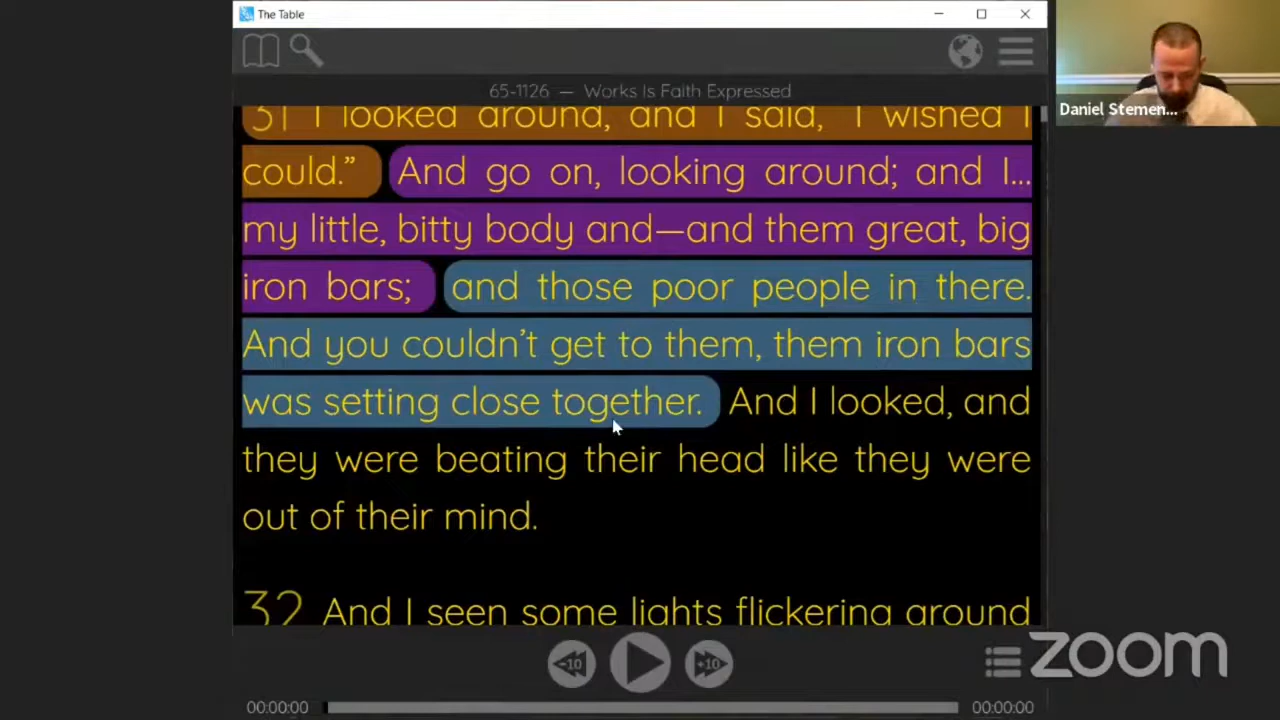 The Table
65-1126 — Works Is Faith Expressed
Daniel Stemen...
31 I looked around, and I said, "I wished I
could.”
And go on, looking around; and I...
my little, bitty body and—and them great, big
iron bars;
and those poor people in there.
And you couldn’t get to them, them iron bars
was setting close together.
And I looked, and
they were beating their head like they were
out of their mind.
32 And I seen some lights flickering around
-10
+10
zoom
00:00:00
00:00:00